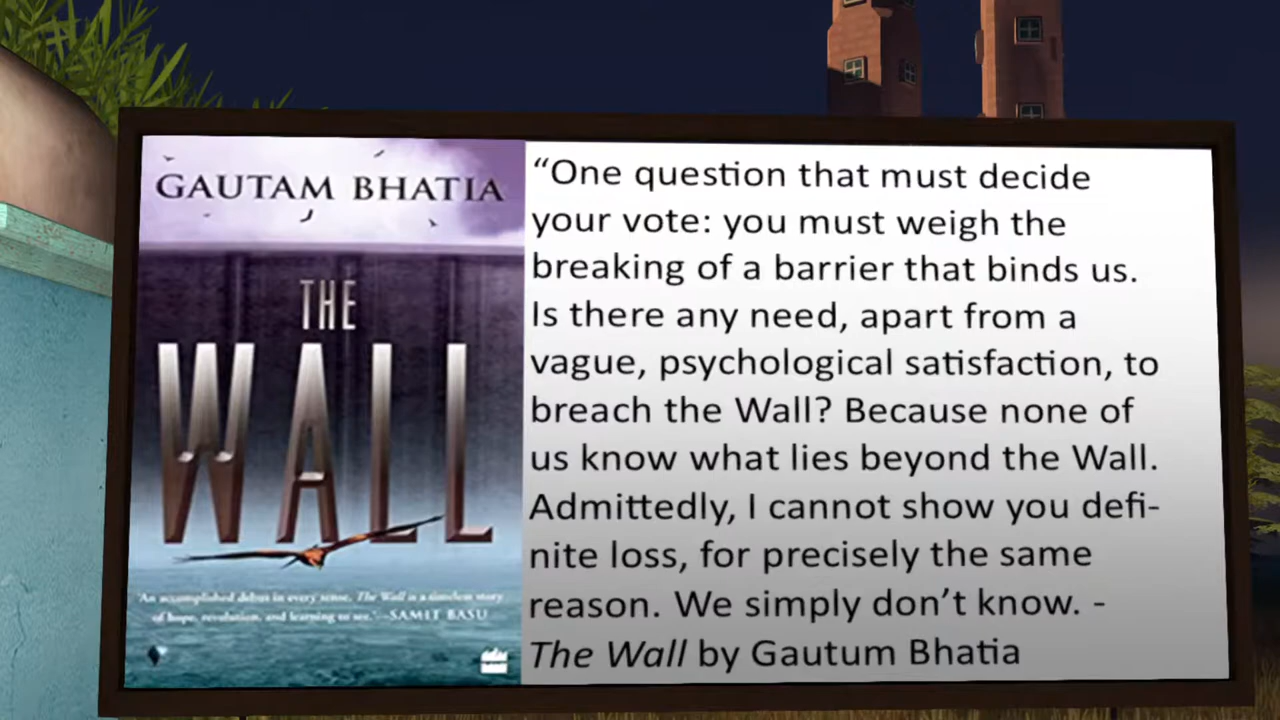 GAUTAM BHATIA
THE
WALL
'An accomplished debut in every sense. The Wall is a timeless story
of hope, revolution, and learning to see.'—SAMIT BASU
“One question that must decide
your vote: you must weigh the
breaking of a barrier that binds us.
Is there any need, apart from a
vague, psychological satisfaction, to
breach the Wall? Because none of
us know what lies beyond the Wall.
Admittedly, I cannot show you defi-
nite loss, for precisely the same
reason. We simply don’t know. -
The Wall by Gautum Bhatia